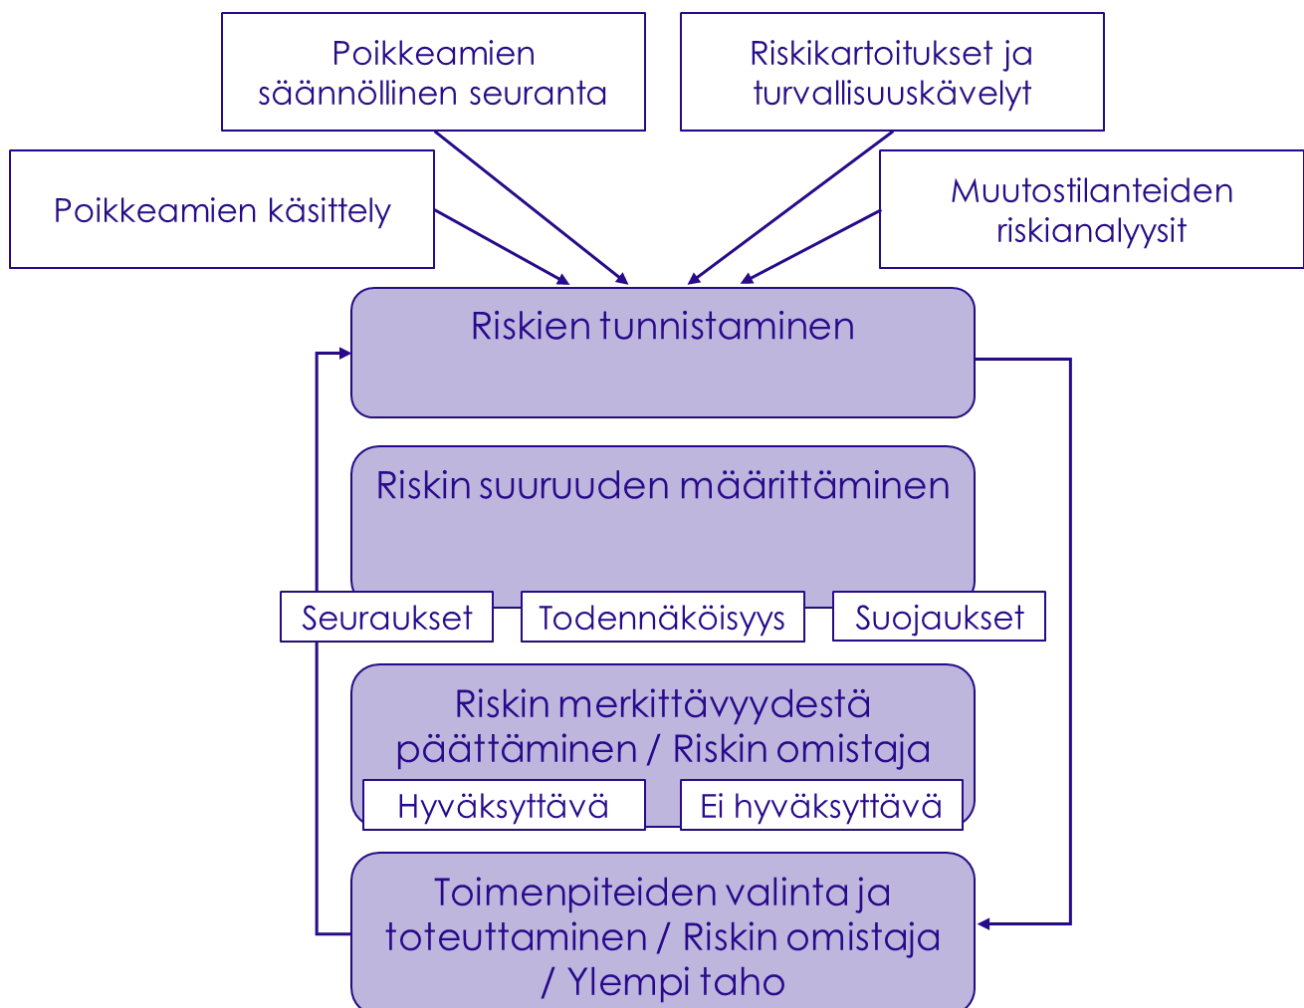 Poikkeamien
säännöllinen seuranta
Riskikartoitukset ja
turvallisuuskävelyt
Poikkeamien käsittely
Muutostilanteiden
riskianalyysit
Riskien tunnistaminen
Riskin suuruuden määrittäminen
Seuraukset
Todennäköisyys
Suojaukset
Riskin merkittävyydestä
päättäminen / Riskin omistaja
Hyväksyttävä
Ei hyväksyttävä
Toimenpiteiden valinta ja
toteuttaminen / Riskin omistaja
/ Ylempi taho